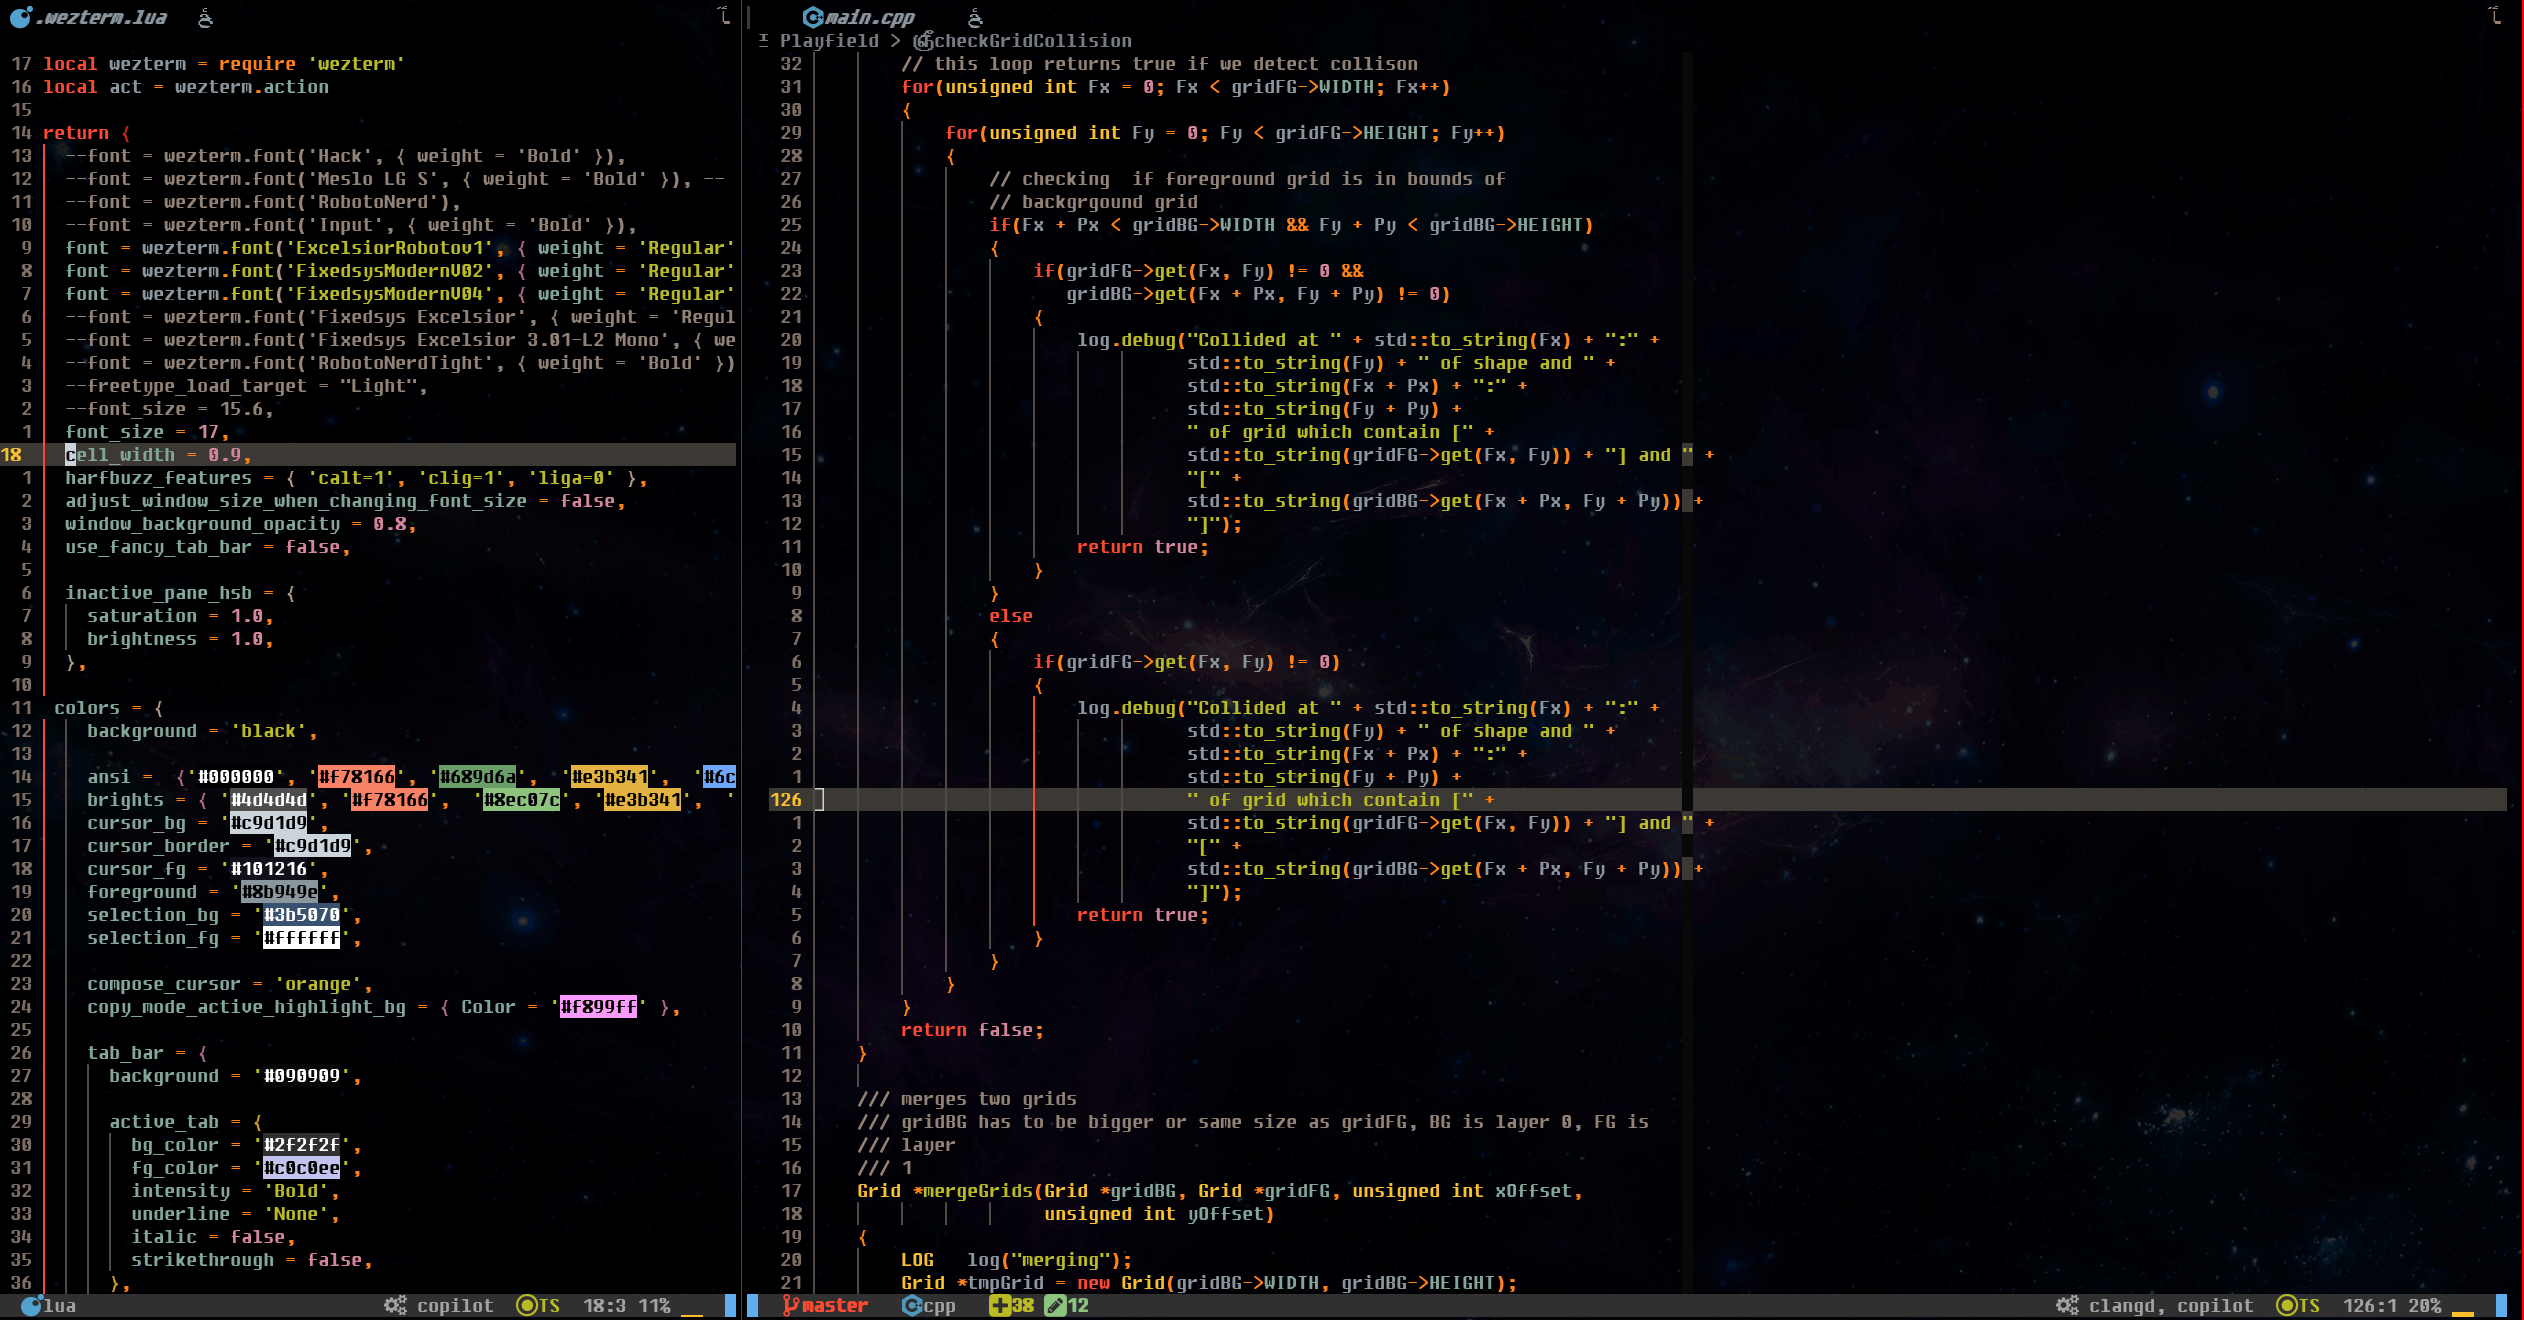 .wezterm.lua
17 local wezterm = require 'wezterm'
16 local act = wezterm.action
15
14 return {
13   --font = wezterm.font('Hack', { weight = 'Bold' }),
12   --font = wezterm.font('Meslo LG S', { weight = 'Bold' }), --
11   --font = wezterm.font('RobotoNerd'),
10   --font = wezterm.font('Input', { weight = 'Bold' }),
9   font = wezterm.font('ExcelsiorRobotov1', { weight = 'Regular'
8   font = wezterm.font('FixedsysModernV02', { weight = 'Regular'
7   font = wezterm.font('FixedsysModernV04', { weight = 'Regular'
6   --font = wezterm.font('Fixedsys Excelsior', { weight = 'Regul
5   --font = wezterm.font('Fixedsys Excelsior 3.01-L2 Mono', { we
4   --font = wezterm.font('RobotoNerdTight', { weight = 'Bold' })
3   --freetype_load_target = "Light",
2   --font_size = 15.6,
1   font_size = 17,
18   cell_width = 0.9,
1   harfbuzz_features = { 'calt=1', 'clig=1', 'liga=0' },
2   adjust_window_size_when_changing_font_size = false,
3   window_background_opacity = 0.8,
4   use_fancy_tab_bar = false,
5
6   inactive_pane_hsb = {
7     saturation = 1.0,
8     brightness = 1.0,
9   },
10
11  colors = {
12     background = 'black',
13
14     ansi =  {'#000000', '#f78166', '#689d6a',  '#e3b341',  '#6c
15     brights = { '#4d4d4d', '#f78166',  '#8ec07c', '#e3b341',  '
16     cursor_bg = '#c9d1d9',
17     cursor_border = '#c9d1d9',
18     cursor_fg = '#101216',
19     foreground = '#8b949e',
20     selection_bg = '#3b5070',
21     selection_fg = '#ffffff',
22
23     compose_cursor = 'orange',
24     copy_mode_active_highlight_bg = { Color = '#f899ff' },
25
26     tab_bar = {
27       background = '#090909',
28
29       active_tab = {
30         bg_color = '#2f2f2f',
31         fg_color = '#c0c0ee',
32         intensity = 'Bold',
33         underline = 'None',
34         italic = false,
35         strikethrough = false,
36       },
lua copilot TS 18:3 11%
main.cpp
Playfield > checkGridCollision
32         // this loop returns true if we detect collison
31         for(unsigned int Fx = 0; Fx < gridFG->WIDTH; Fx++)
30         {
29             for(unsigned int Fy = 0; Fy < gridFG->HEIGHT; Fy++)
28             {
27                 // checking  if foreground grid is in bounds of
26                 // backgrgound grid
25                 if(Fx + Px < gridBG->WIDTH && Fy + Py < gridBG->HEIGHT)
24                 {
23                     if(gridFG->get(Fx, Fy) != 0 &&
22                        gridBG->get(Fx + Px, Fy + Py) != 0)
21                     {
20                         log.debug("Collided at " + std::to_string(Fx) + ":" +
19                                   std::to_string(Fy) + " of shape and " +
18                                   std::to_string(Fx + Px) + ":" +
17                                   std::to_string(Fy + Py) +
16                                   " of grid which contain [" +
15                                   std::to_string(gridFG->get(Fx, Fy)) + "] and " +
14                                   "[" +
13                                   std::to_string(gridBG->get(Fx + Px, Fy + Py)) +
12                                   "]");
11                         return true;
10                     }
9                 }
8                 else
7                 {
6                     if(gridFG->get(Fx, Fy) != 0)
5                     {
4                         log.debug("Collided at " + std::to_string(Fx) + ":" +
3                                   std::to_string(Fy) + " of shape and " +
2                                   std::to_string(Fx + Px) + ":" +
1                                   std::to_string(Fy + Py) +
126                                   " of grid which contain [" +
1                                   std::to_string(gridFG->get(Fx, Fy)) + "] and " +
2                                   "[" +
3                                   std::to_string(gridBG->get(Fx + Px, Fy + Py)) +
4                                   "]");
5                         return true;
6                     }
7                 }
8             }
9         }
10         return false;
11     }
12
13     /// merges two grids
14     /// gridBG has to be bigger or same size as gridFG, BG is layer 0, FG is
15     /// layer
16     /// 1
17     Grid *mergeGrids(Grid *gridBG, Grid *gridFG, unsigned int xOffset,
18                      unsigned int yOffset)
19     {
20         LOG   log("merging");
21         Grid *tmpGrid = new Grid(gridBG->WIDTH, gridBG->HEIGHT);
master cpp 38 12 clangd, copilot TS 126:1 20%